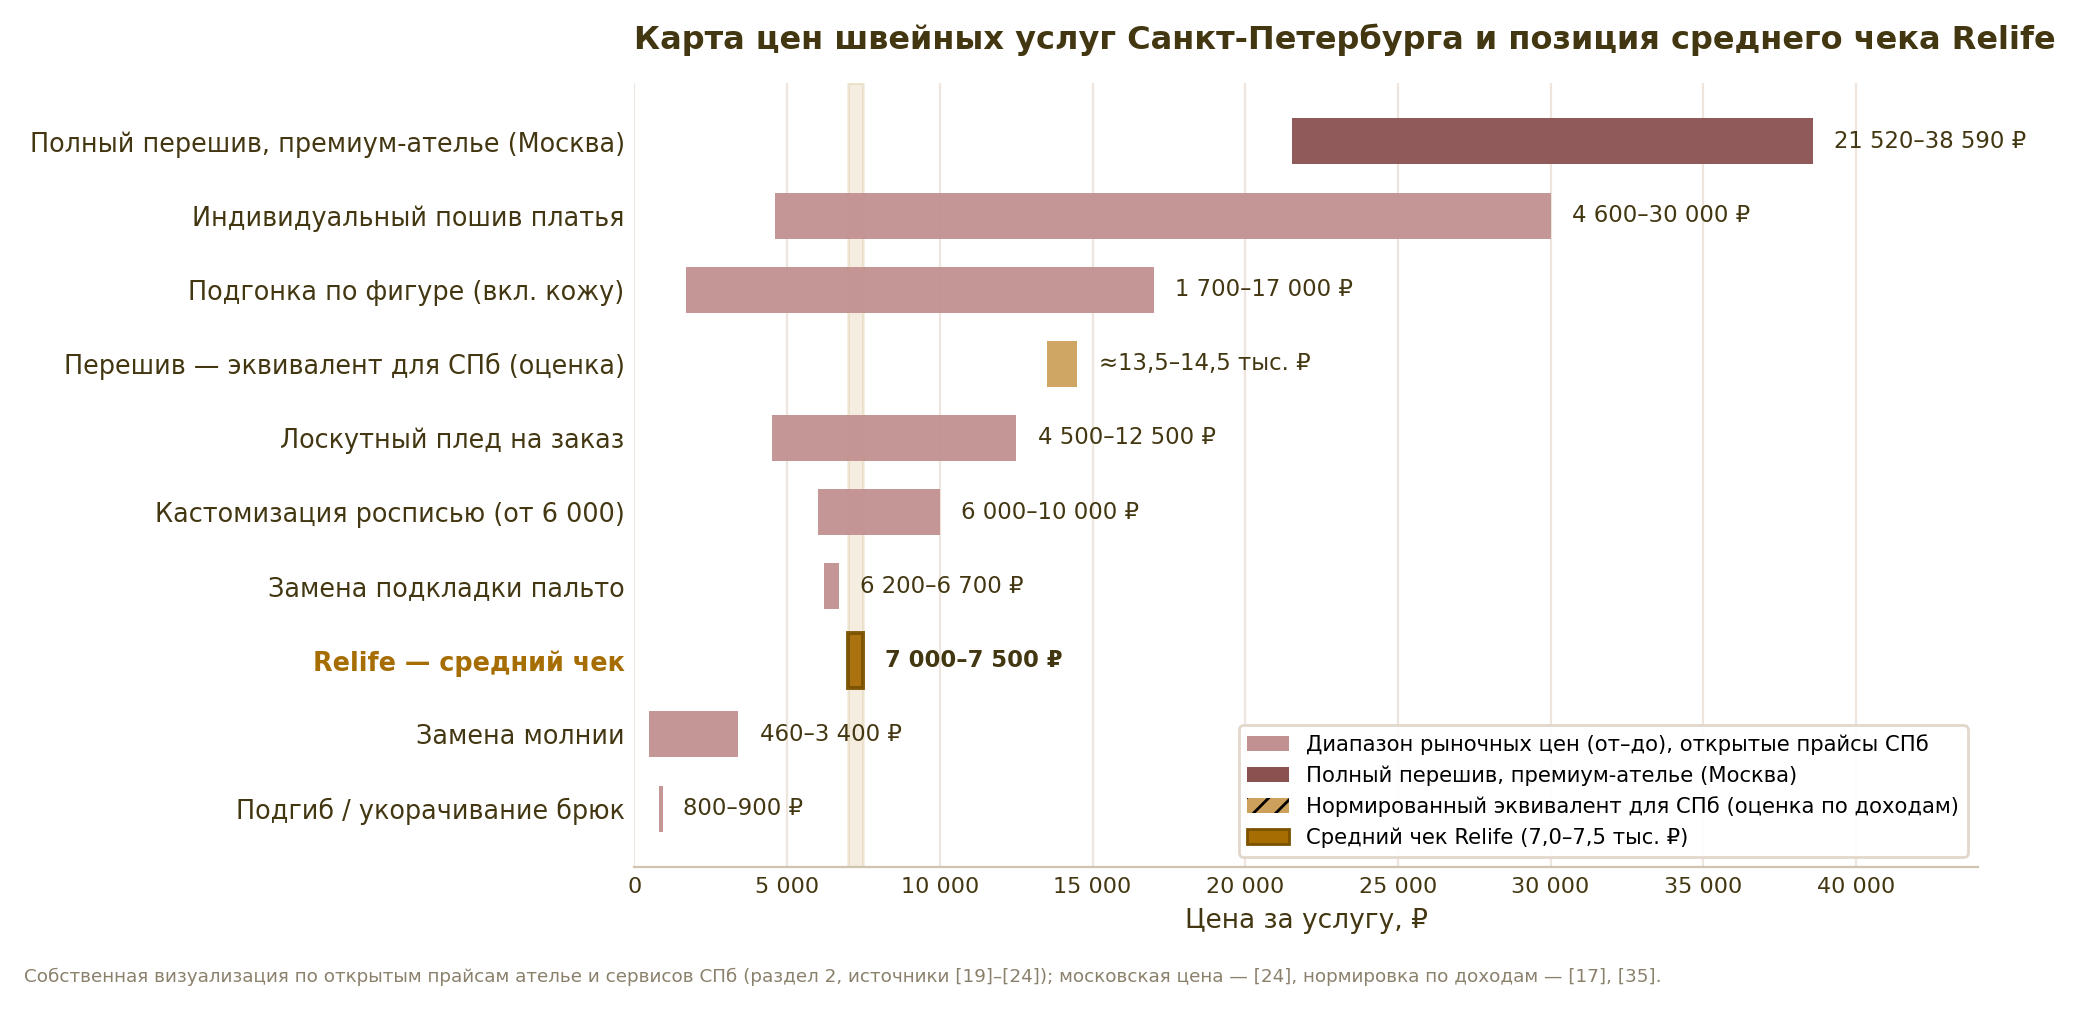 Карта цен швейных услуг Санкт-Петербурга и позиция среднего чека Relife
Полный перешив, премиум-ателье (Москва)
21 520–38 590 ₽
Индивидуальный пошив платья
4 600–30 000 ₽
Подгонка по фигуре (вкл. кожу)
1 700–17 000 ₽
Перешив — эквивалент для СПб (оценка)
≈13,5–14,5 тыс. ₽
Лоскутный плед на заказ
4 500–12 500 ₽
Кастомизация росписью (от 6 000)
6 000–10 000 ₽
Замена подкладки пальто
6 200–6 700 ₽
Relife — средний чек
7 000–7 500 ₽
Замена молнии
460–3 400 ₽
Подгиб / укорачивание брюк
800–900 ₽
Диапазон рыночных цен (от–до), открытые прайсы СПб
Полный перешив, премиум-ателье (Москва)
Нормированный эквивалент для СПб (оценка по доходам)
Средний чек Relife (7,0–7,5 тыс. ₽)
0 5 000 10 000 15 000 20 000 25 000 30 000 35 000 40 000
Цена за услугу, ₽
Собственная визуализация по открытым прайсам ателье и сервисов СПб (раздел 2, источники [19]–[24]); московская цена — [24], нормировка по доходам — [17], [35].